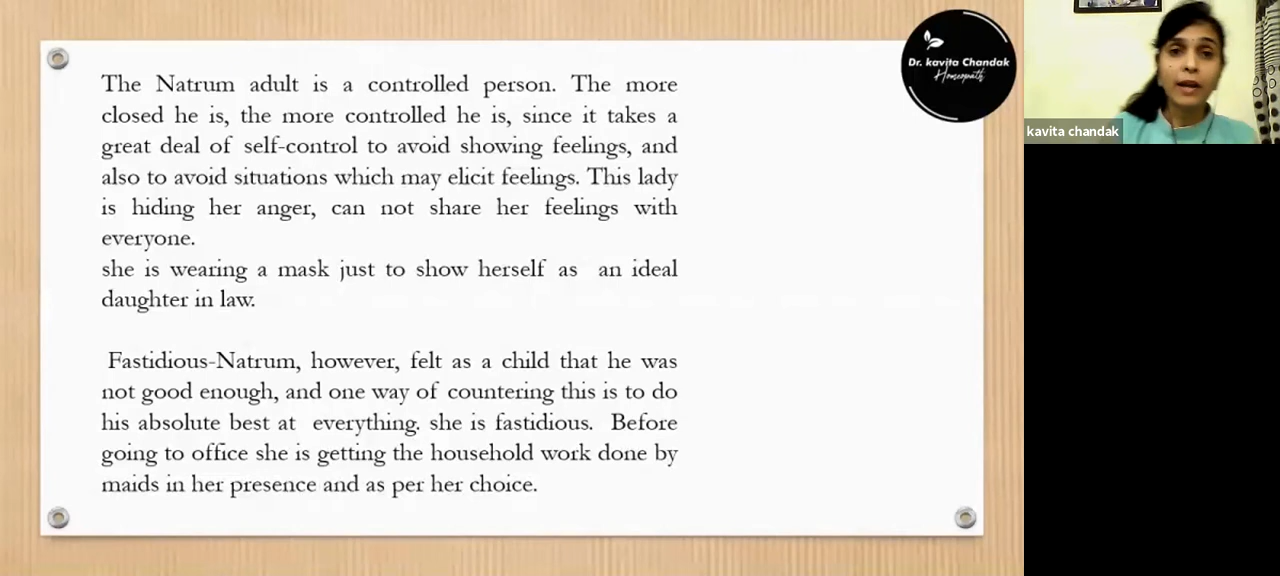 The Natrum adult is a controlled person. The more
closed he is, the more controlled he is, since it takes a
great deal of self-control to avoid showing feelings, and
also to avoid situations which may elicit feelings. This lady
is hiding her anger, can not share her feelings with
everyone.
she is wearing a mask just to show herself as an ideal
daughter in law.
Fastidious-Natrum, however, felt as a child that he was
not good enough, and one way of countering this is to do
his absolute best at everything. she is fastidious. Before
going to office she is getting the household work done by
maids in her presence and as per her choice.
Dr. kavita Chandak
Homeopath
kavita chandak